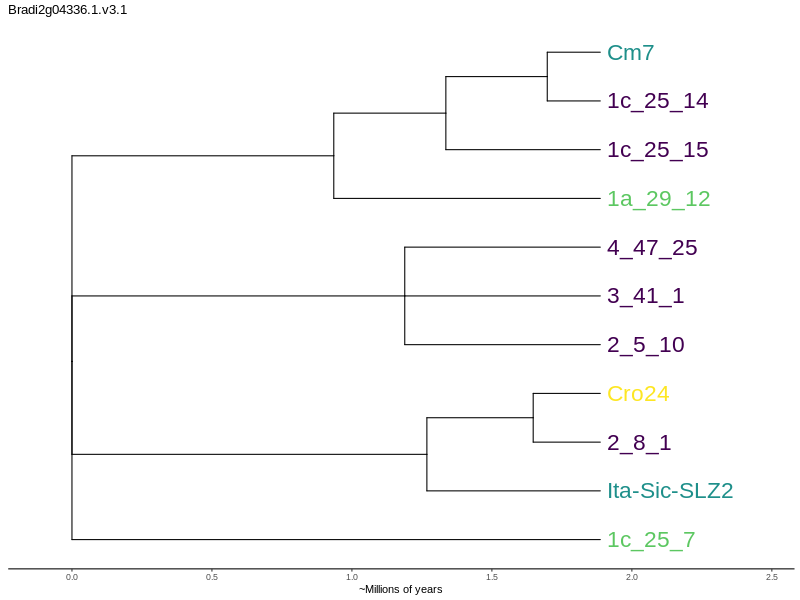 Bradi2g04336.1.v3.1
Cm7
1c_25_14
1c_25_15
1a_29_12
4_47_25
3_41_1
2_5_10
Cro24
2_8_1
Ita-Sic-SLZ2
1c_25_7
0.0 0.5 1.0 1.5 2.0 2.5
~Millions of years